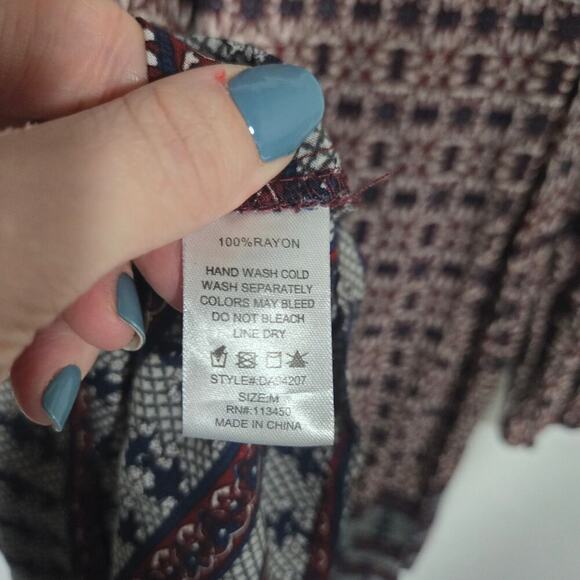 100%RAYON
HAND WASH COLD
WASH SEPARATELY
COLORS MAY BLEED
DO NOT BLEACH
LINE DRY
STYLE#:DA94207
SIZE:M
RN#:113450
MADE IN CHINA